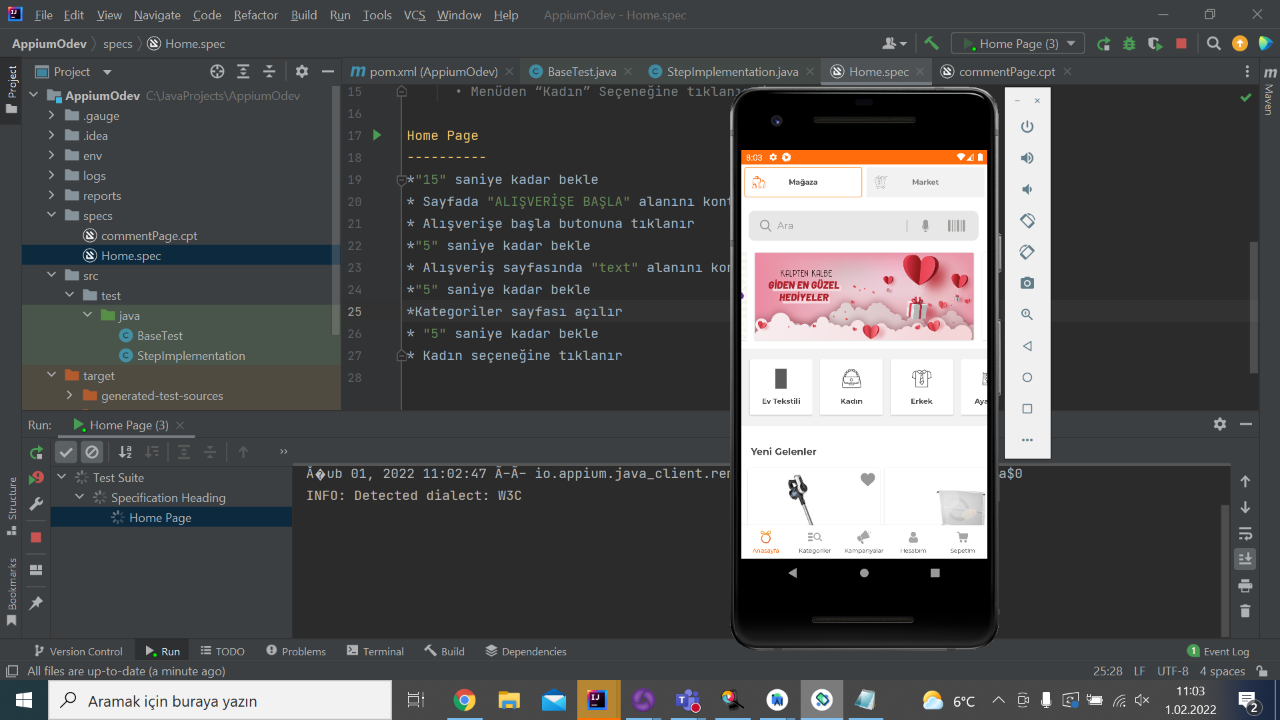 File Edit View Navigate Code Refactor Build Run Tools VCS Window Help AppiumOdev - Home.spec
AppiumOdev specs Home.spec
Home Page (3)
Project
pom.xml (AppiumOdev) BaseTest.java StepImplementation.java Home.spec commentPage.cpt
Project
Maven
AppiumOdev C:\JavaProjects\AppiumOdev
.gauge
.idea
env
logs
reports
specs
commentPage.cpt
Home.spec
src
test
java
BaseTest
StepImplementation
target
generated-test-sources
15 • Menüden “Kadın” Seçeneğine tıklanır
16
17 Home Page
18 ----------
19 *"15" saniye kadar bekle
20 * Sayfada "ALIŞVERİŞE BAŞLA" alanını
21 * Alışverişe başla butonuna tıklanır
22 *"5" saniye kadar bekle
23 * Alışveriş sayfasında "text" alanını
24 *"5" saniye kadar bekle
25 *Kategoriler sayfası açılır
26 * "5" saniye kadar bekle
27 * Kadın seçeneğine tıklanır
28
8:03
Mağaza
Market
Ara
KALPTEN KALBE
GİDEN EN GÜZEL
HEDİYELER
Ev Tekstili
Kadın
Erkek
Aya
Yeni Gelenler
Anasayfa
Kategoriler
Kampanyalar
Hesabım
Sepetim
Run: Home Page (3)
Test Suite
Specification Heading
Home Page
Ã�ub 01, 2022 11:02:47 Ã-Ã- io.appium.java_client.rem
a$0
INFO: Detected dialect: W3C
Structure
Bookmarks
Version Control Run TODO Problems Terminal Build Dependencies
1 Event Log
All files are up-to-date (a minute ago)
25:28 LF UTF-8 4 spaces
Aramak için buraya yazın
6°C
11:03
1.02.2022
2